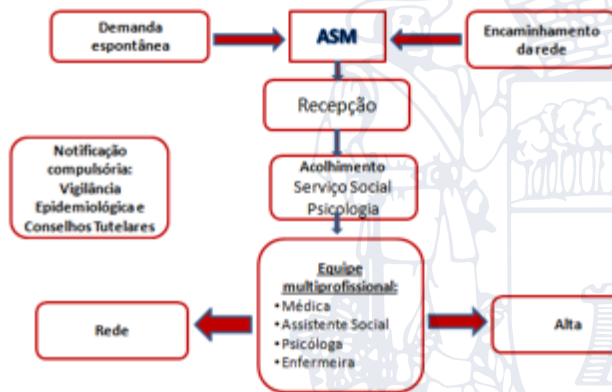 Demanda
espontânea
ASM
Encaminhamento
da rede
Recepção
Notificação
compulsória:
Vigilância
Epidemiológica e
Conselhos Tutelares
Acolhimento
Serviço Social
Psicologia
Equipe
multiprofissional:
• Médica
• Assistente Social
• Psicóloga
• Enfermeira
Rede
Alta